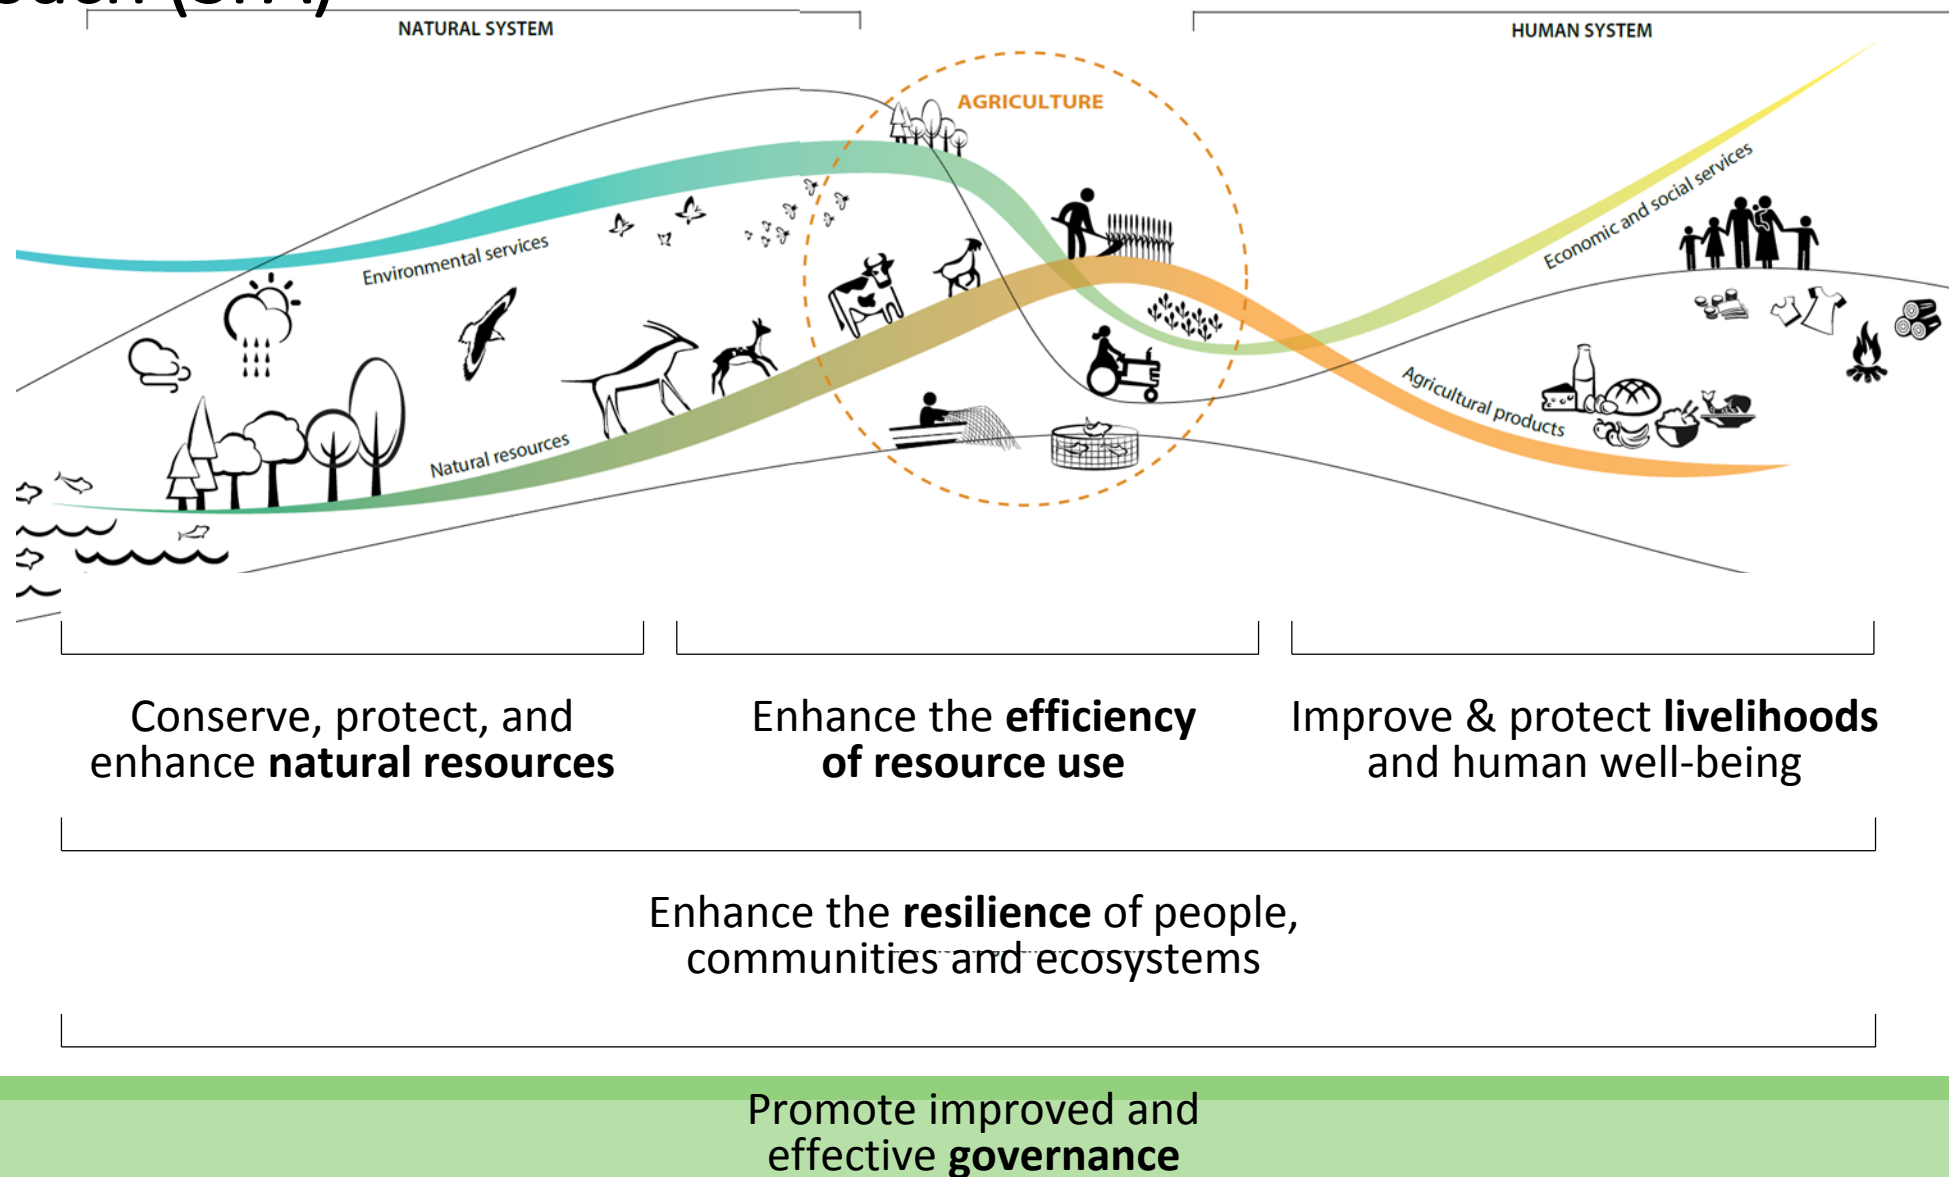 NATURAL SYSTEM
HUMAN SYSTEM
AGRICULTURE
Environmental services
Economic and social services
Natural resources
Agricultural products
Conserve, protect, and
enhance natural resources
Enhance the efficiency
of resource use
Improve & protect livelihoods
and human well-being
Enhance the resilience of people,
communities and ecosystems
Promote improved and
effective governance